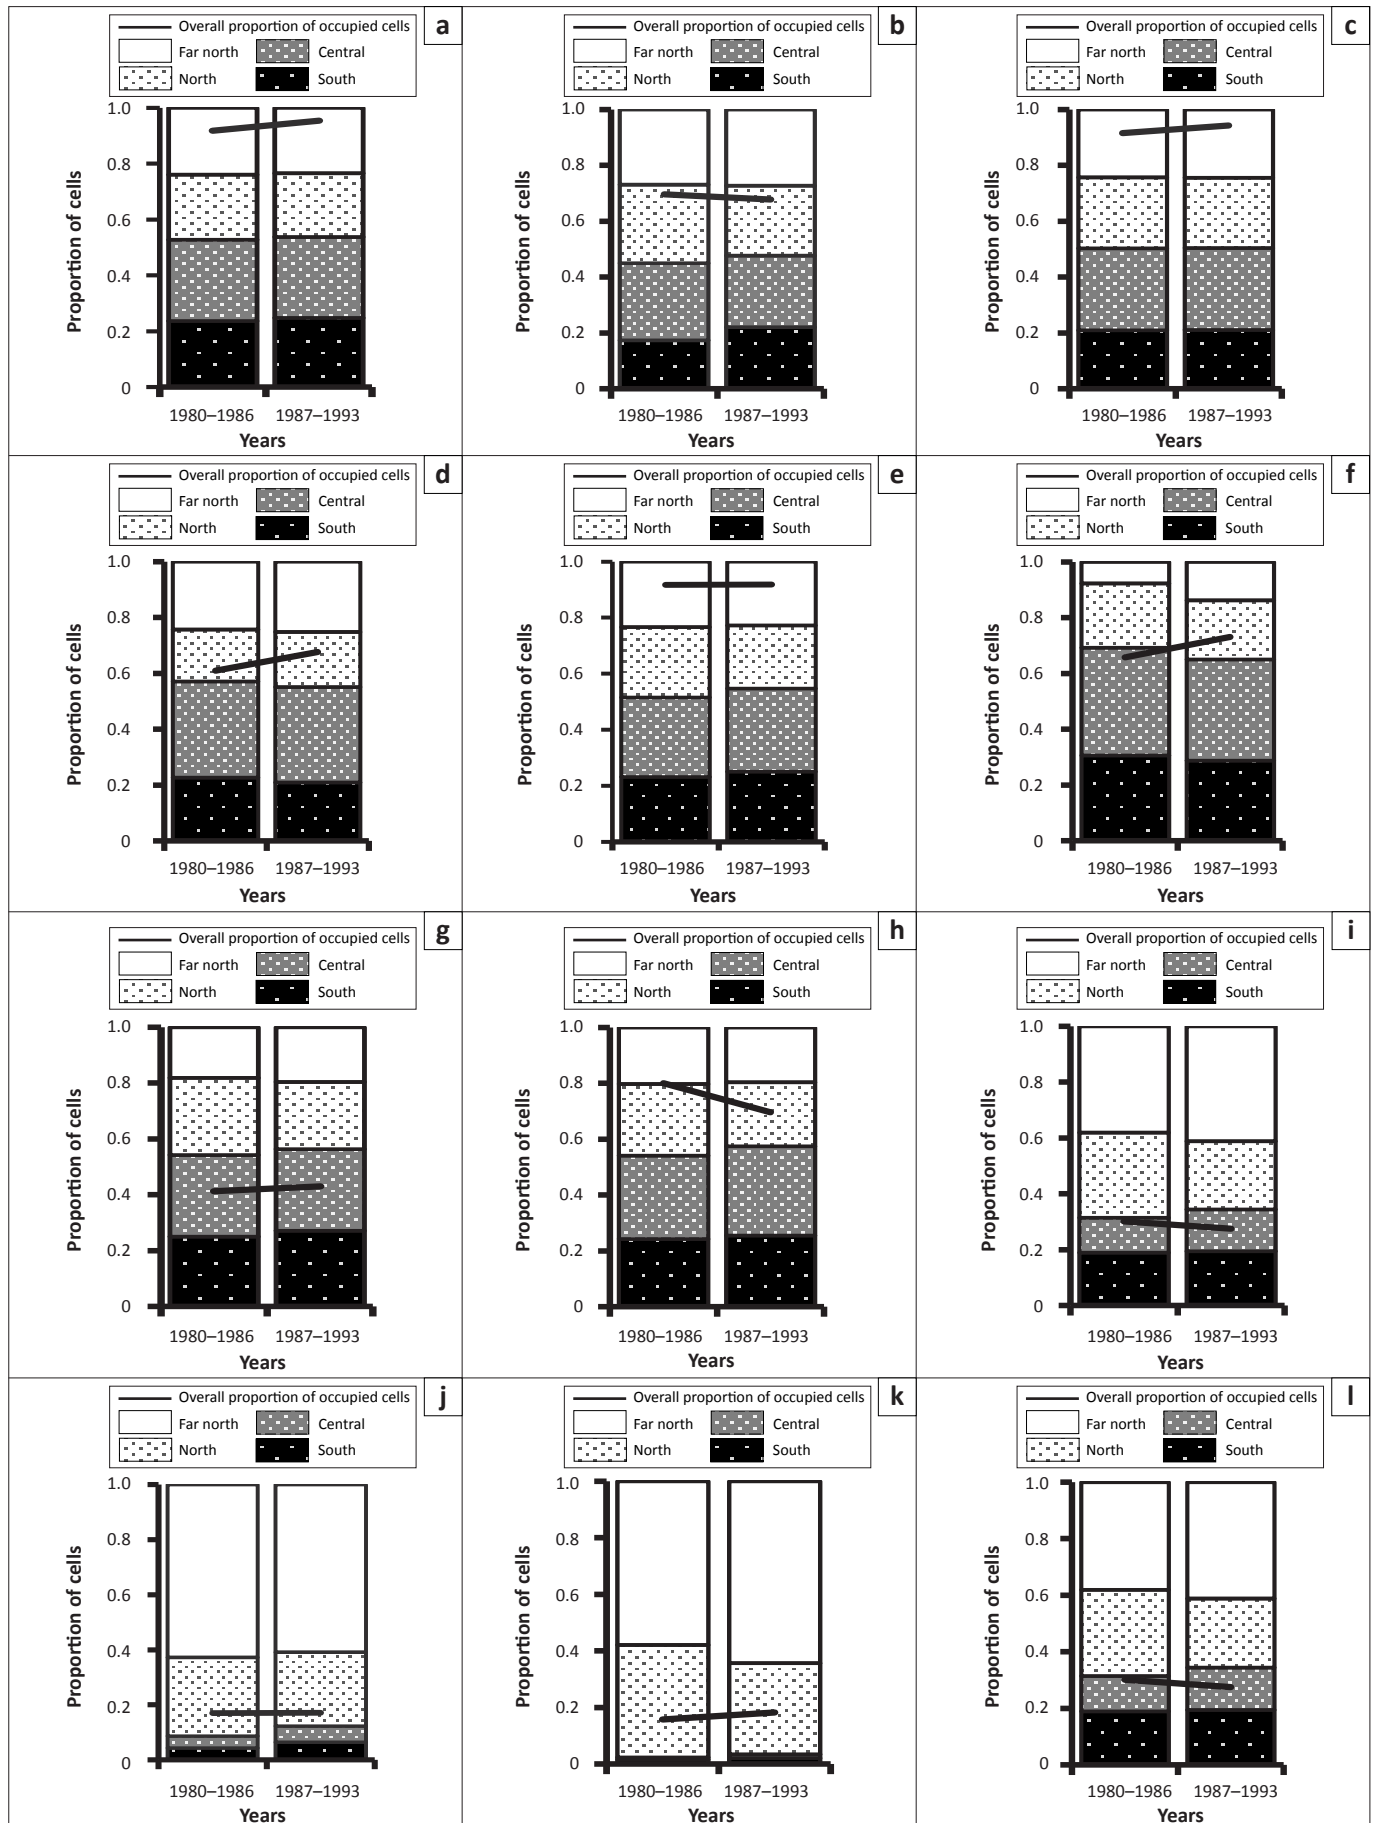 a
Overall proportion of occupied cells
Far north Central
North South
1.0
0.8
0.6
0.4
0.2
0
Proportion of cells
1980–1986 1987–1993
Years
b
Overall proportion of occupied cells
Far north Central
North South
1.0
0.8
0.6
0.4
0.2
0
Proportion of cells
1980–1986 1987–1993
Years
c
Overall proportion of occupied cells
Far north Central
North South
1.0
0.8
0.6
0.4
0.2
0
Proportion of cells
1980–1986 1987–1993
Years
d
Overall proportion of occupied cells
Far north Central
North South
1.0
0.8
0.6
0.4
0.2
0
Proportion of cells
1980–1986 1987–1993
Years
e
Overall proportion of occupied cells
Far north Central
North South
1.0
0.8
0.6
0.4
0.2
0
Proportion of cells
1980–1986 1987–1993
Years
f
Overall proportion of occupied cells
Far north Central
North South
1.0
0.8
0.6
0.4
0.2
0
Proportion of cells
1980–1986 1987–1993
Years
g
Overall proportion of occupied cells
Far north Central
North South
1.0
0.8
0.6
0.4
0.2
0
Proportion of cells
1980–1986 1987–1993
Years
h
Overall proportion of occupied cells
Far north Central
North South
1.0
0.8
0.6
0.4
0.2
0
Proportion of cells
1980–1986 1987–1993
Years
i
Overall proportion of occupied cells
Far north Central
North South
1.0
0.8
0.6
0.4
0.2
0
Proportion of cells
1980–1986 1987–1993
Years
j
Overall proportion of occupied cells
Far north Central
North South
1.0
0.8
0.6
0.4
0.2
0
Proportion of cells
1980–1986 1987–1993
Years
k
Overall proportion of occupied cells
Far north Central
North South
1.0
0.8
0.6
0.4
0.2
0
Proportion of cells
1980–1986 1987–1993
Years
l
Overall proportion of occupied cells
Far north Central
North South
1.0
0.8
0.6
0.4
0.2
0
Proportion of cells
1980–1986 1987–1993
Years